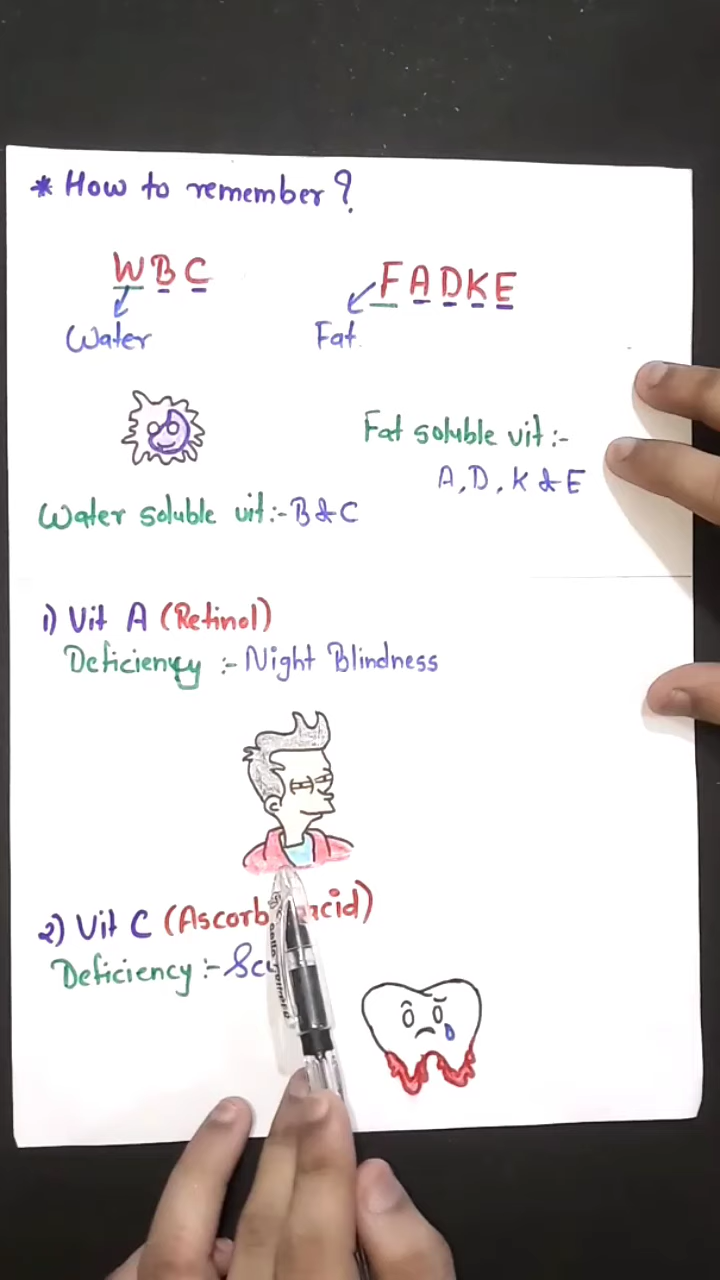 * How to remember?
WBC
Water
FADKE
Fat
Fat soluble vit :-
A, D, K & E
Water soluble vit :- B & C
1) Vit A (Retinol)
Deficiency :- Night Blindness
2) Vit C (Ascorb acid)
Deficiency :-